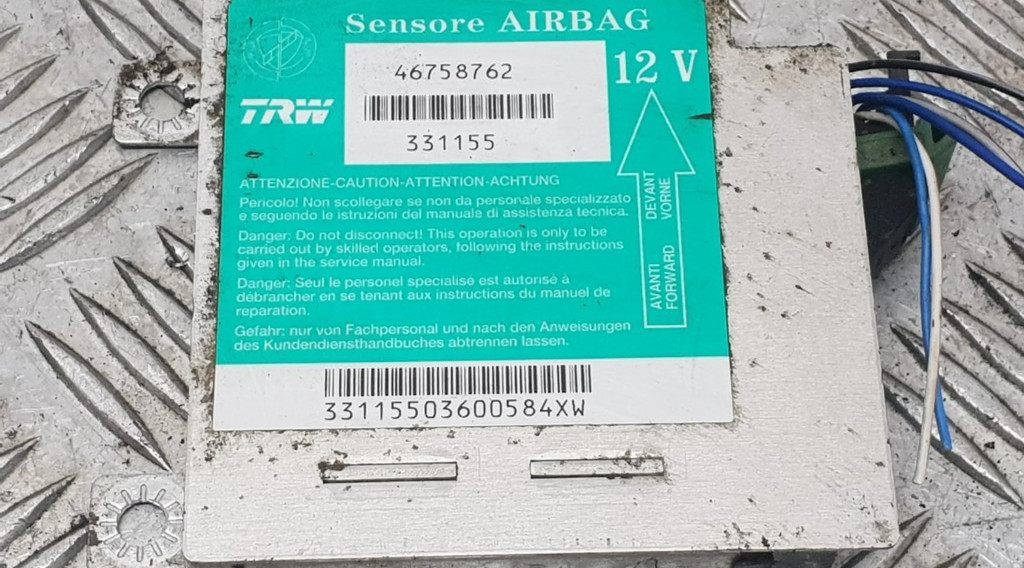 Sensore AIRBAG
46758762
12 V
TRW
331155
ATTENZIONE-CAUTION-ATTENTION-ACHTUNG
Pericolo! Non scollegare se non da personale specializzato
e seguendo le istruzioni del manuale di assistenza tecnica.
Danger: Do not disconnect! This operation is only to be
carried out by skilled operators, following the instructions
given in the service manual.
Danger: Seul le personel specialisé est autorisé à
débrancher en se tenant aux instructions du manuel de
reparation.
Gefahr: nur von Fachpersonal und nach den Anweisungen
des Kundendiensthandbuches abtrennen lassen.
DEVANT
VORNE
AVANTI
FORWARD
33115503600584XW